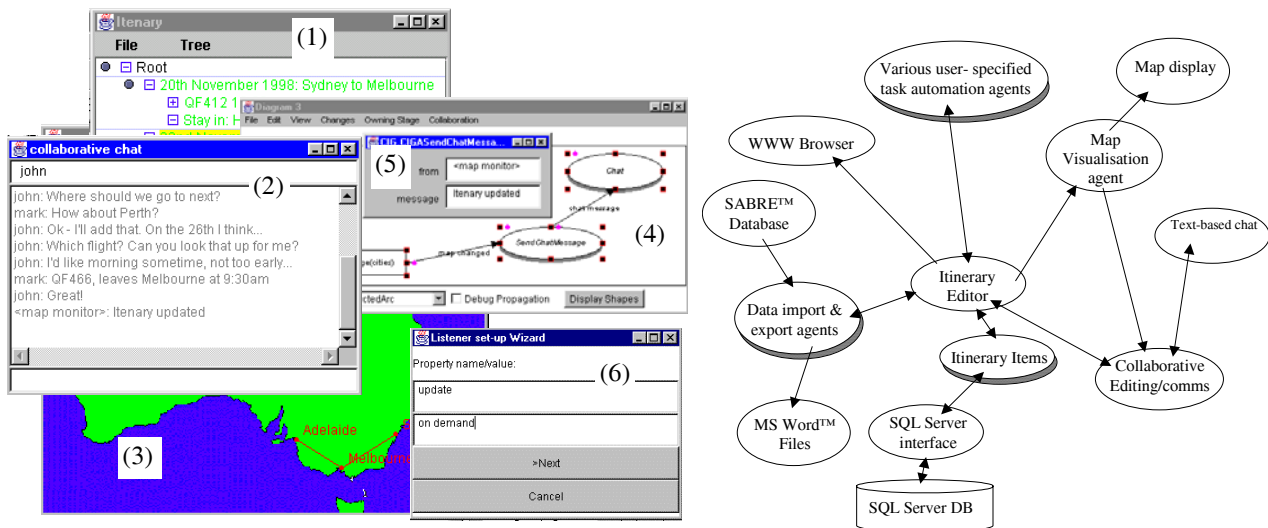 Itenary
(1)
File Tree
Root
20th November 1998: Sydney to Melbourne
QF412 1
Stay in: H
Diagram 3
File Edit View Changes Owning Stage Collaboration
collaborative chat
john
(2)
john: Where should we go to next?
mark: How about Perth?
john: Ok - I'll add that. On the 26th I think...
john: Which flight? Can you look that up for me?
john: I'd like morning sometime, not too early...
mark: QF466, leaves Melbourne at 9:30am
john: Great!
<map monitor>: Itenary updated
CIG.CIGASendChatMessa...
(5)
from <map monitor>
message Itenary updated
Chat
chat message
(4)
SendChatMessage
ge(cities)
map changed
ctedArc Debug Propagation Display Shapes
Listener set-up Wizard
Property name/value:
(6)
update
on demand
>Next
Cancel
(3)
Adelaide
Melbourne
Various user- specified
task automation agents
Map display
WWW Browser
Map
Visualisation
agent
SABRE™
Database
Text-based chat
Itinerary
Editor
Data import &
export agents
Itinerary Items
Collaborative
Editing/comms
MS Word™
Files
SQL Server
interface
SQL Server DB